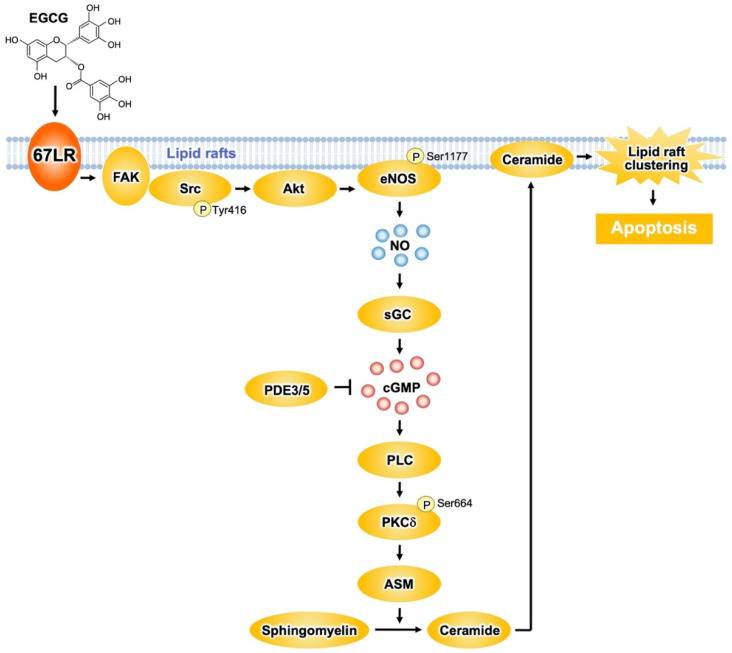 EGCG
OH
OH
HO
O
OH
O
OH
O
OH
OH
OH
67LR
Lipid rafts
FAK
Src
P
Tyr416
Akt
eNOS
P
Ser1177
Ceramide
Lipid raft
clustering
Apoptosis
NO
sGC
PDE3/5
cGMP
PLC
P
Ser664
PKCδ
ASM
Sphingomyelin
Ceramide